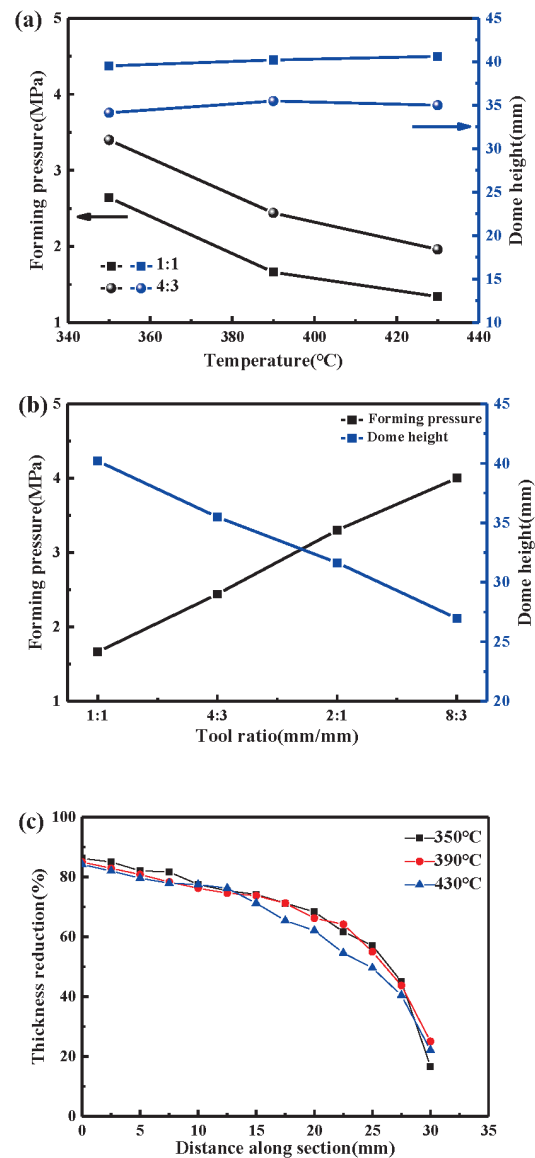 (a)
5
4
3
2
1
Forming pressure(MPa)
45
40
35
30
25
20
15
10
Dome height(mm)
1:1
4:3
340 360 380 400 420 440
Temperature(°C)
(b)
5
4
3
2
1
Forming pressure(MPa)
Forming pressure
Dome height
45
40
35
30
25
20
Dome height(mm)
1:1 4:3 2:1 8:3
Tool ratio(mm/mm)
(c)
100
80
60
40
20
0
Thickness reduction(%)
350°C
390°C
430°C
0 5 10 15 20 25 30 35
Distance along section(mm)